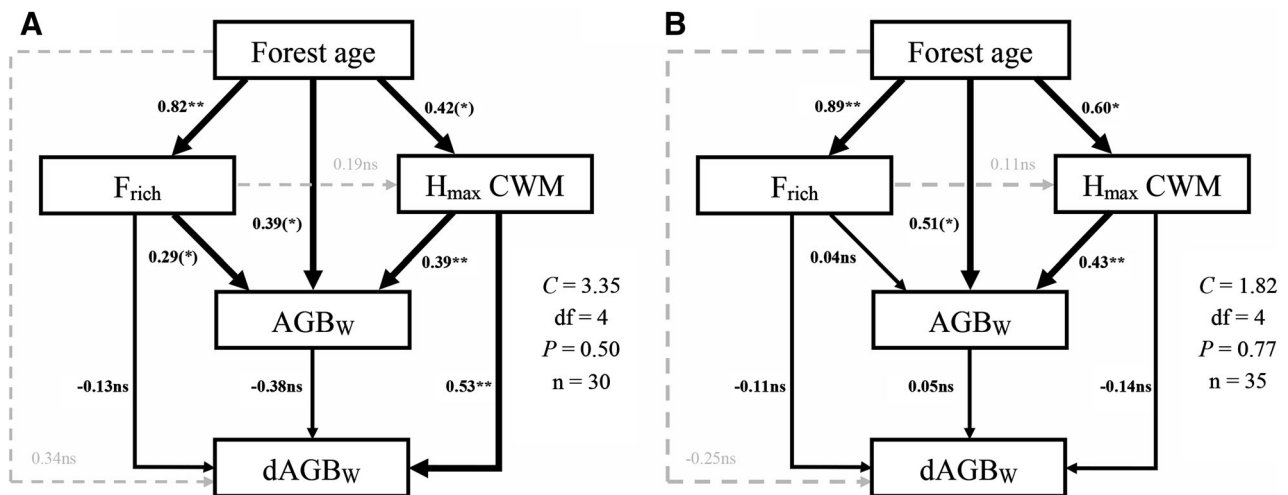 A
Forest age
0.82**
0.42(*)
0.19ns
Frich
Hmax CWM
0.39(*)
0.29(*)
0.39**
AGBW
C = 3.35
df = 4
P = 0.50
n = 30
-0.13ns
-0.38ns
0.53**
0.34ns
dAGBW
B
Forest age
0.89**
0.60*
0.11ns
Frich
Hmax CWM
0.51(*)
0.04ns
0.43**
AGBW
C = 1.82
df = 4
P = 0.77
n = 35
-0.11ns
0.05ns
-0.14ns
-0.25ns
dAGBW